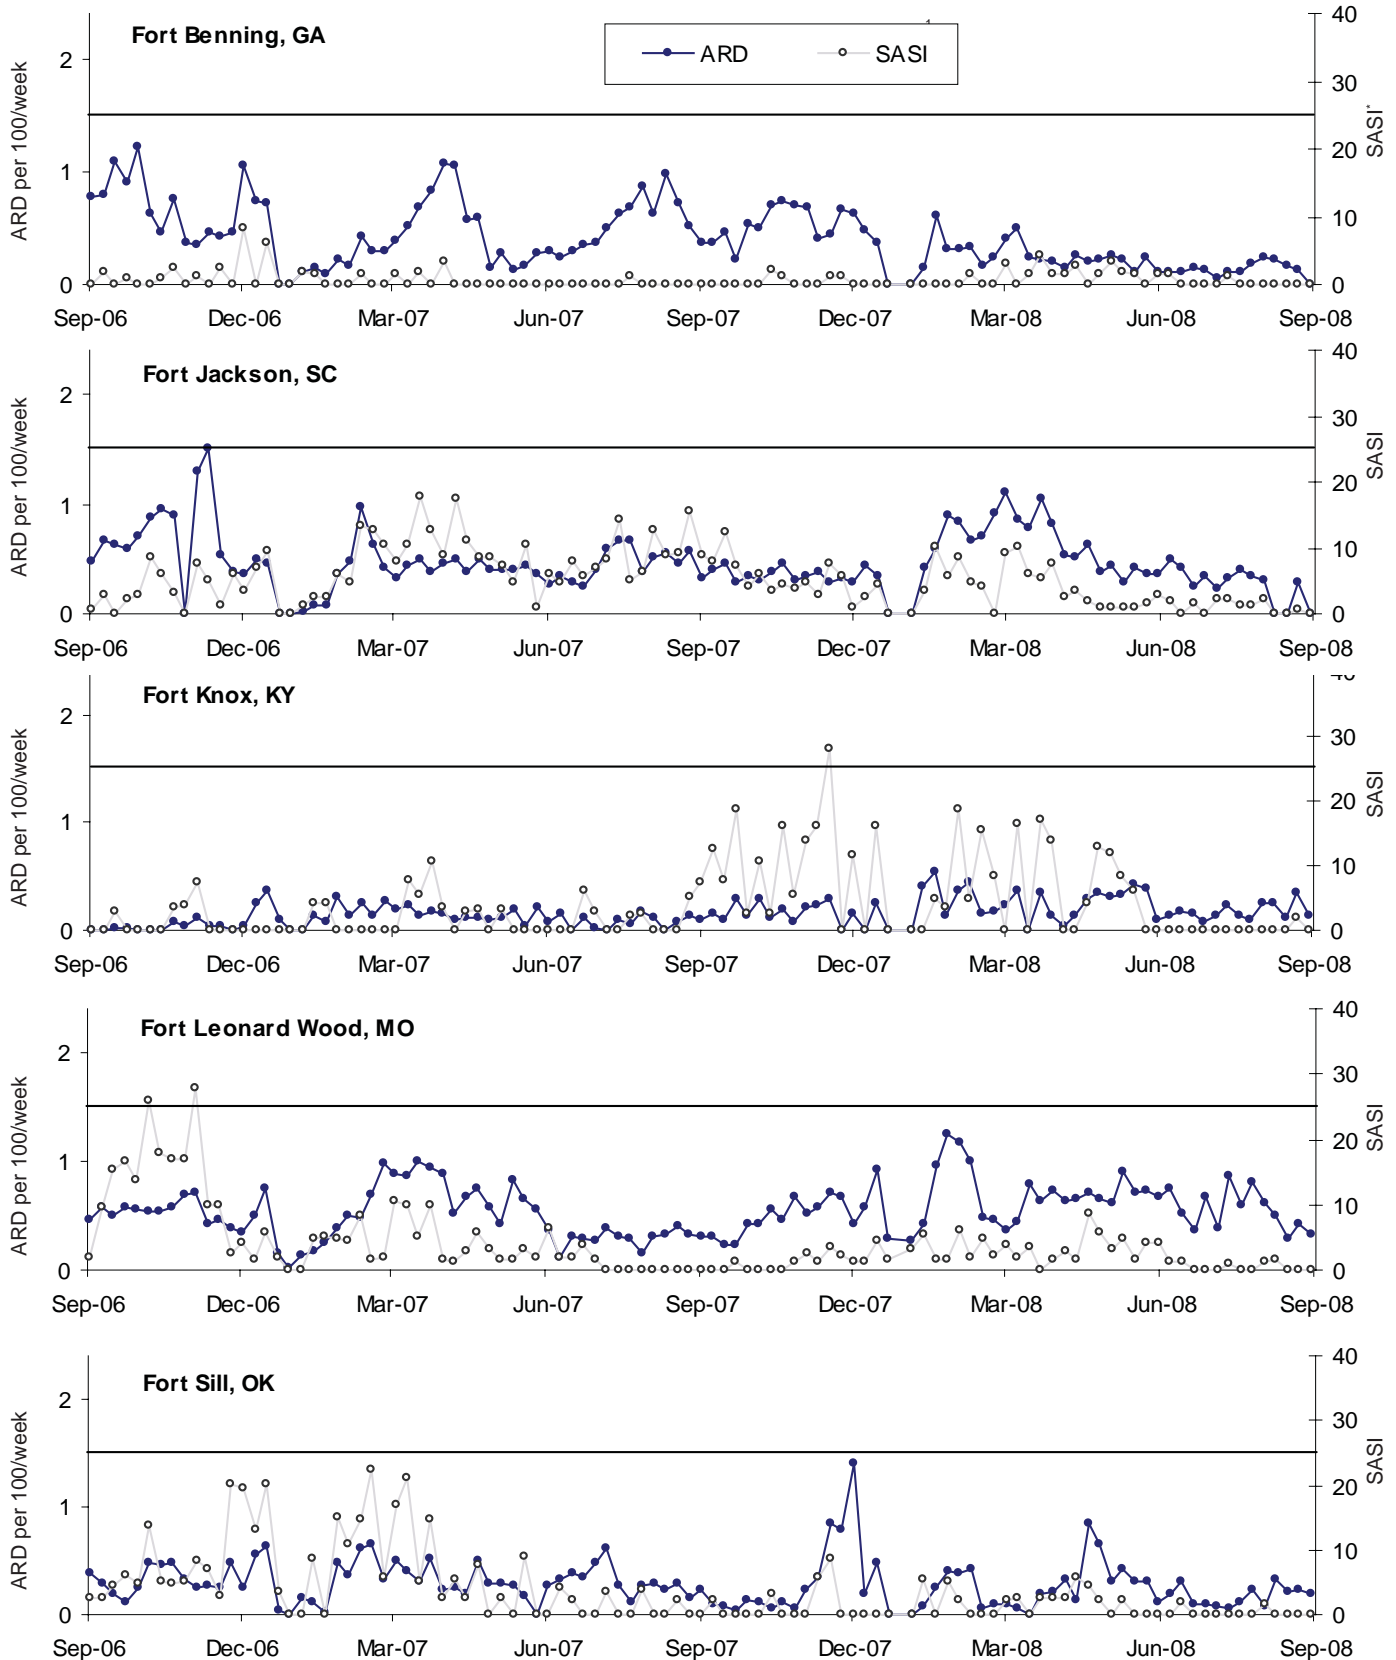 Fort Benning, GA
ARD SASI
ARD per 100/week
2
1
0
40
30
20
10
0
SASI*
Sep-06 Dec-06 Mar-07 Jun-07 Sep-07 Dec-07 Mar-08 Jun-08 Sep-08
Fort Jackson, SC
ARD per 100/week
2
1
0
40
30
20
10
0
SASI
Sep-06 Dec-06 Mar-07 Jun-07 Sep-07 Dec-07 Mar-08 Jun-08 Sep-08
Fort Knox, KY
ARD per 100/week
2
1
0
40
30
20
10
0
SASI
Sep-06 Dec-06 Mar-07 Jun-07 Sep-07 Dec-07 Mar-08 Jun-08 Sep-08
Fort Leonard Wood, MO
ARD per 100/week
2
1
0
40
30
20
10
0
SASI
Sep-06 Dec-06 Mar-07 Jun-07 Sep-07 Dec-07 Mar-08 Jun-08 Sep-08
Fort Sill, OK
ARD per 100/week
2
1
0
40
30
20
10
0
SASI
Sep-06 Dec-06 Mar-07 Jun-07 Sep-07 Dec-07 Mar-08 Jun-08 Sep-08